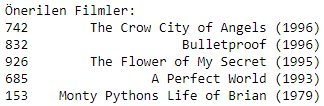 Önerilen Filmler:
742 The Crow City of Angels (1996)
832 Bulletproof (1996)
926 The Flower of My Secret (1995)
685 A Perfect World (1993)
153 Monty Pythons Life of Brian (1979)